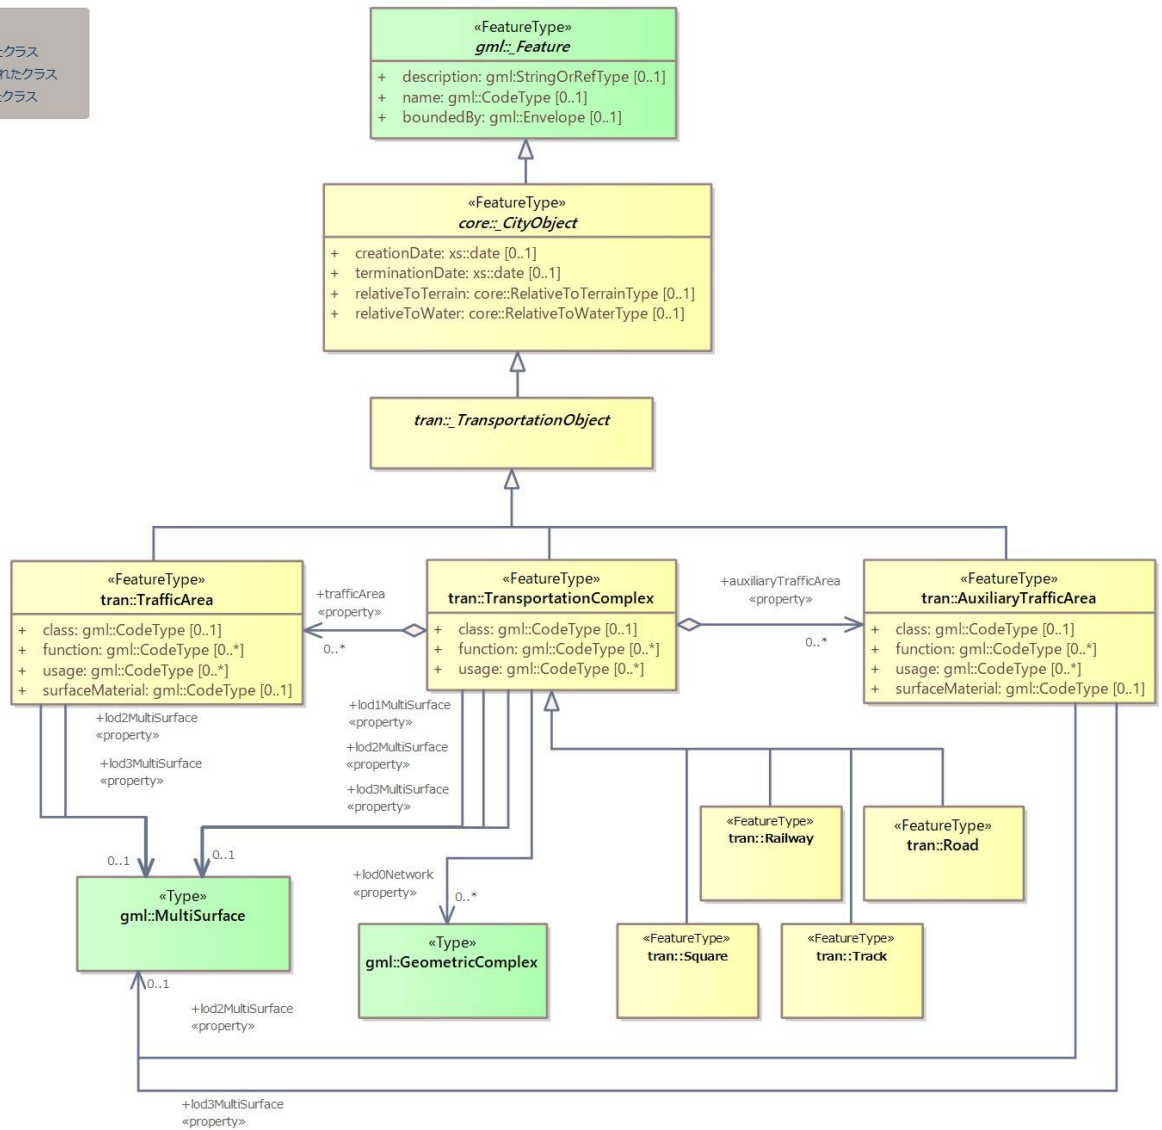 クラス
れたクラス
クラス
«FeatureType»
gml::_Feature
+ description: gml:StringOrRefType [0..1]
+ name: gml::CodeType [0..1]
+ boundedBy: gml::Envelope [0..1]
«FeatureType»
core::_CityObject
+ creationDate: xs::date [0..1]
+ terminationDate: xs::date [0..1]
+ relativeToTerrain: core::RelativeToTerrainType [0..1]
+ relativeToWater: core::RelativeToWaterType [0..1]
tran::_TransportationObject
«FeatureType»
tran::TrafficArea
+ class: gml::CodeType [0..1]
+ function: gml::CodeType [0..*]
+ usage: gml::CodeType [0..*]
+ surfaceMaterial: gml::CodeType [0..1]
+trafficArea
«property»
0..*
«FeatureType»
tran::TransportationComplex
+ class: gml::CodeType [0..1]
+ function: gml::CodeType [0..*]
+ usage: gml::CodeType [0..*]
+auxiliaryTrafficArea
«property»
0..*
«FeatureType»
tran::AuxiliaryTrafficArea
+ class: gml::CodeType [0..1]
+ function: gml::CodeType [0..*]
+ usage: gml::CodeType [0..*]
+ surfaceMaterial: gml::CodeType [0..1]
+lod2MultiSurface
«property»
+lod3MultiSurface
«property»
+lod1MultiSurface
«property»
+lod2MultiSurface
«property»
+lod3MultiSurface
«property»
0..1
0..1
+lod0Network
«property»
0..*
«FeatureType»
tran::Railway
«FeatureType»
tran::Road
«Type»
gml::MultiSurface
«Type»
gml::GeometricComplex
«FeatureType»
tran::Square
«FeatureType»
tran::Track
0..1
+lod2MultiSurface
«property»
+lod3MultiSurface
«property»